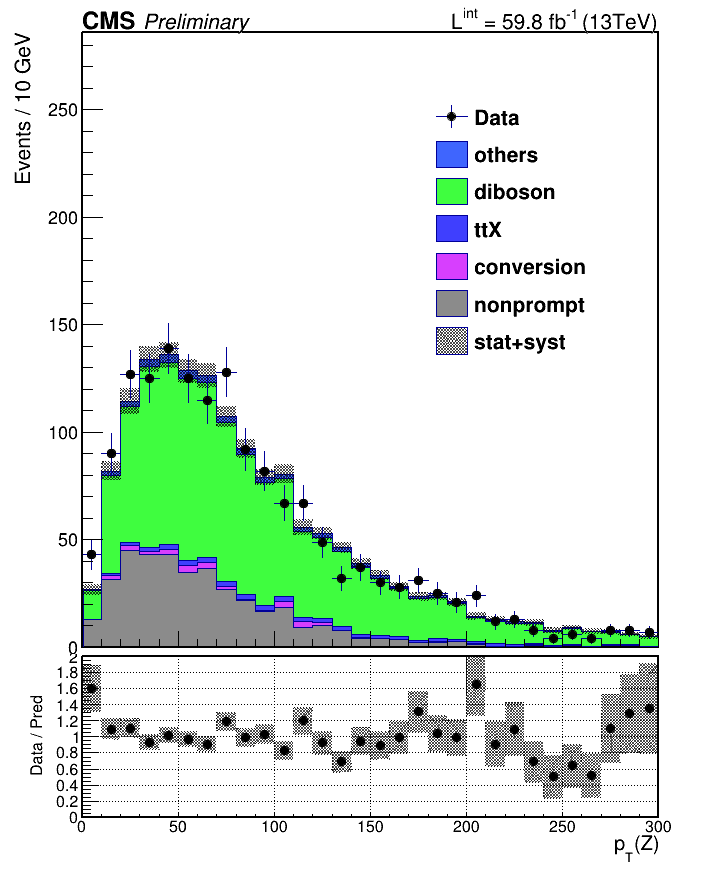 CMS Preliminary L^int = 59.8 fb^-1 (13TeV)
Events / 10 GeV
250
200
150
100
50
0
Data
others
diboson
ttX
conversion
nonprompt
stat+syst
Data / Pred
2
1.8
1.6
1.4
1.2
1
0.8
0.6
0.4
0.2
0
0 50 100 150 200 250 300
p_T(Z)